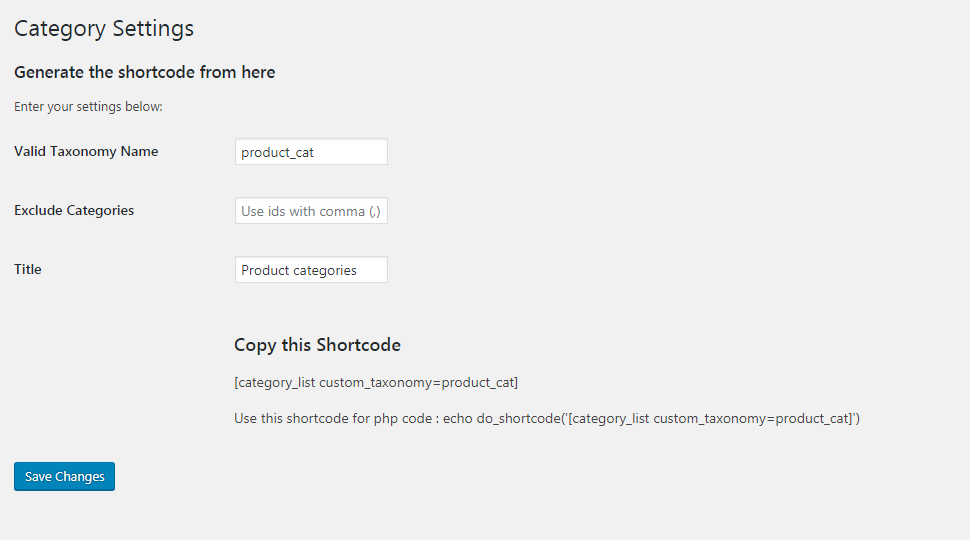 Category Settings
Generate the shortcode from here
Enter your settings below:
Valid Taxonomy Name product_cat
Exclude Categories Use ids with comma (,)
Title Product categories
Copy this Shortcode
[category_list custom_taxonomy=product_cat]
Use this shortcode for php code : echo do_shortcode('[category_list custom_taxonomy=product_cat]')
Save Changes